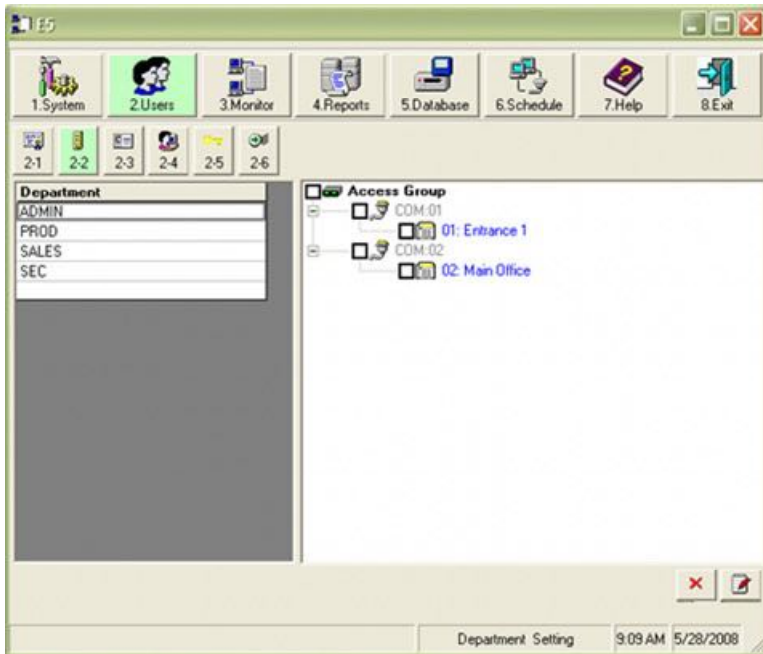 E5
1.System 2.Users 3.Monitor 4.Reports 5.Database 6.Schedule 7.Help 8.Exit
2-1 2-2 2-3 2-4 2-5 2-6
Department
ADMIN
PROD
SALES
SEC
Access Group
COM:01
01: Entrance 1
COM:02
02: Main Office
Department Setting 9:09 AM 5/28/2008